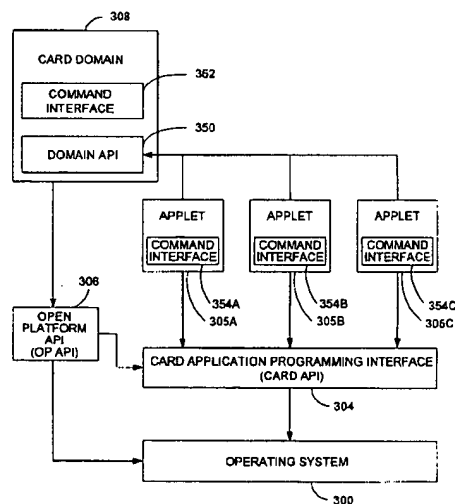 308
CARD DOMAIN
COMMAND
INTERFACE
352
DOMAIN API
350
APPLET
COMMAND
INTERFACE
APPLET
COMMAND
INTERFACE
APPLET
COMMAND
INTERFACE
354A
354B
354C
305A
305B
305C
306
OPEN
PLATFORM
API
(OP API)
CARD APPLICATION PROGRAMMING INTERFACE
(CARD API)
304
OPERATING SYSTEM
300